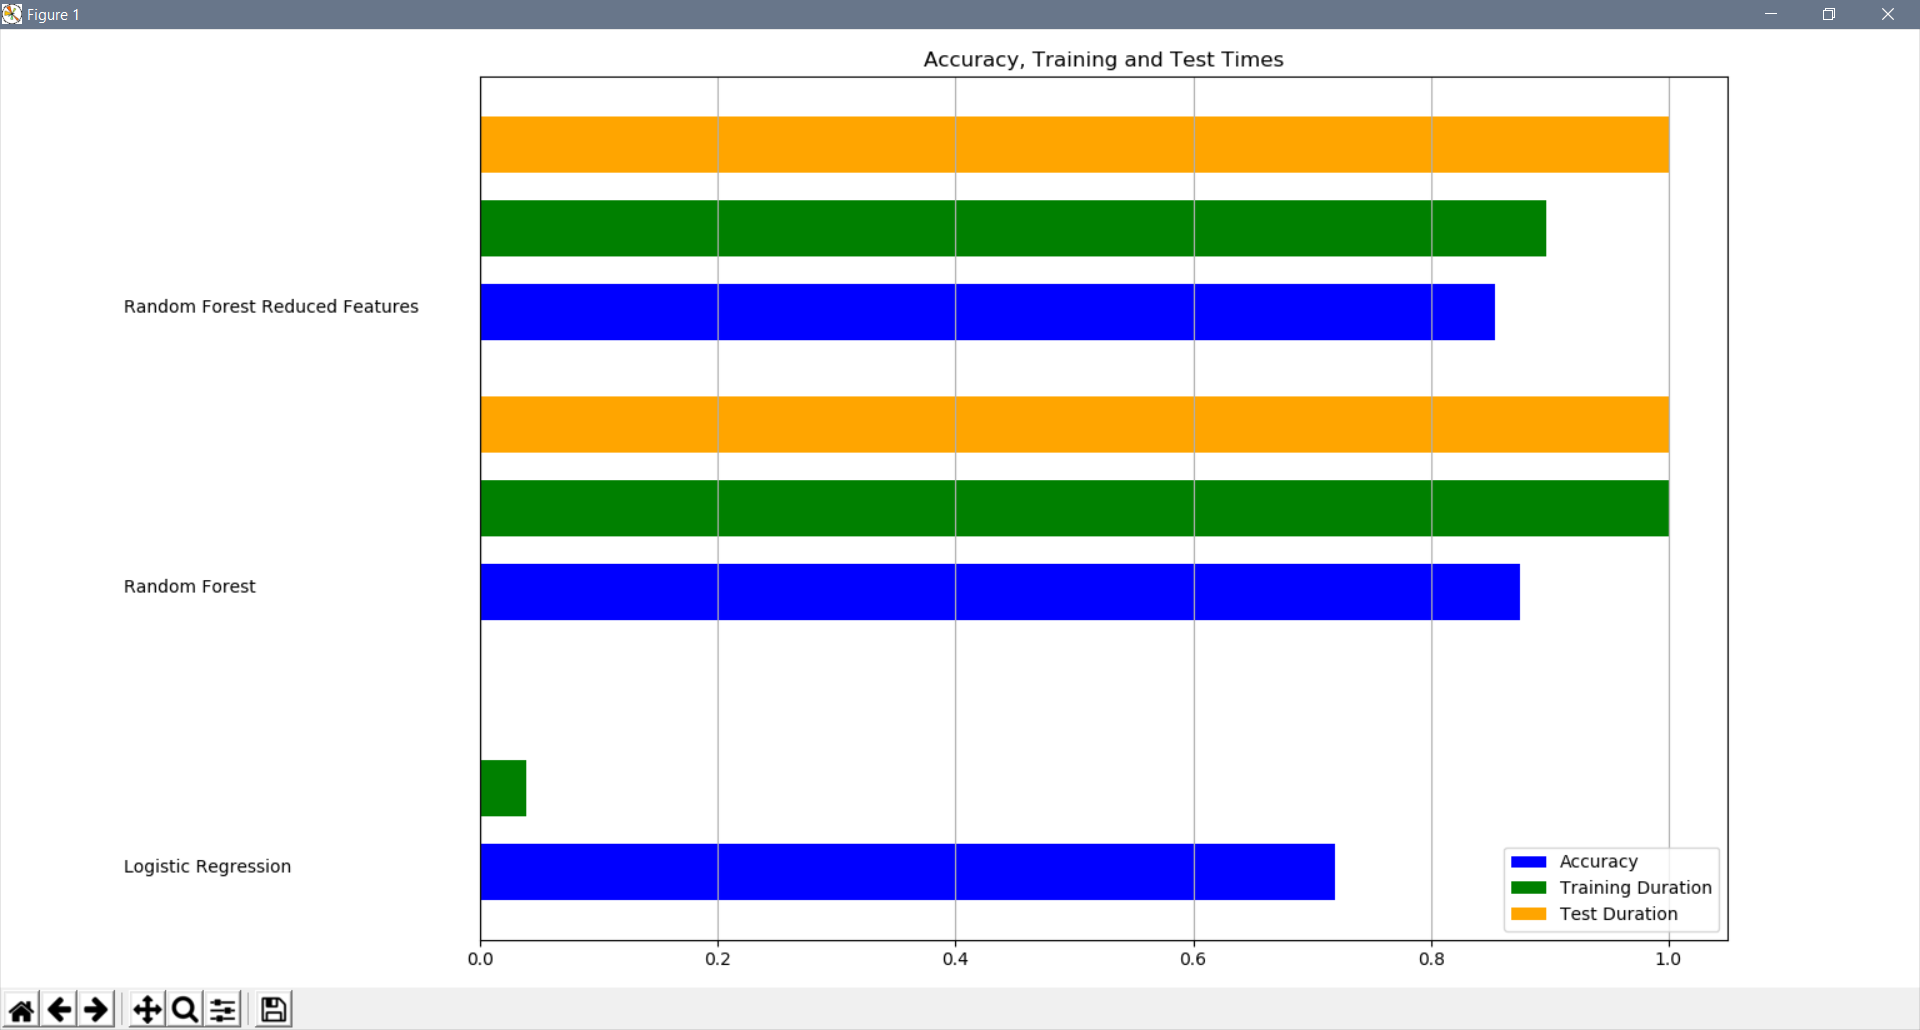 Figure 1
Accuracy, Training and Test Times
Random Forest Reduced Features
Random Forest
Logistic Regression
Accuracy
Training Duration
Test Duration
0.0 0.2 0.4 0.6 0.8 1.0